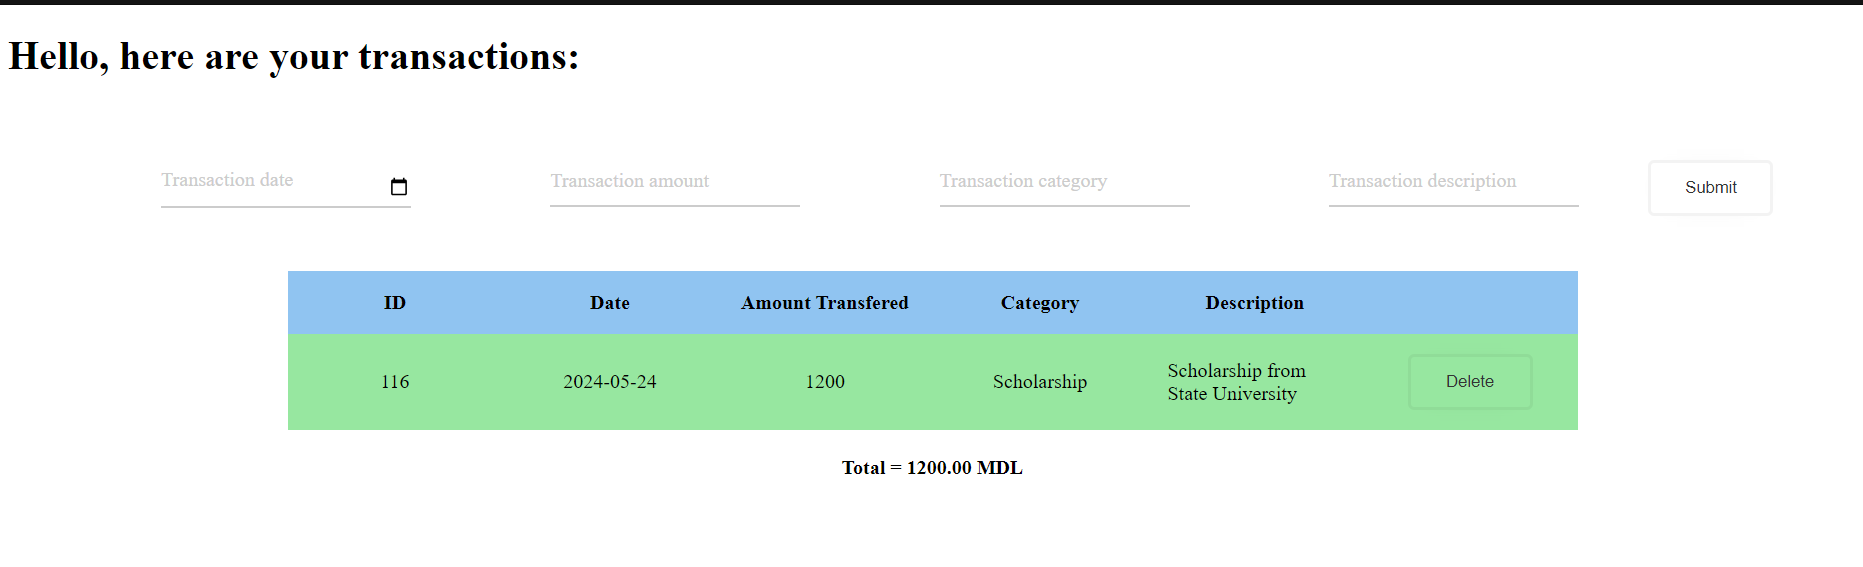 Hello, here are your transactions:
Transaction date
Transaction amount
Transaction category
Transaction description
Submit
ID Date Amount Transfered Category Description
116 2024-05-24 1200 Scholarship Scholarship from
State University
Delete
Total = 1200.00 MDL